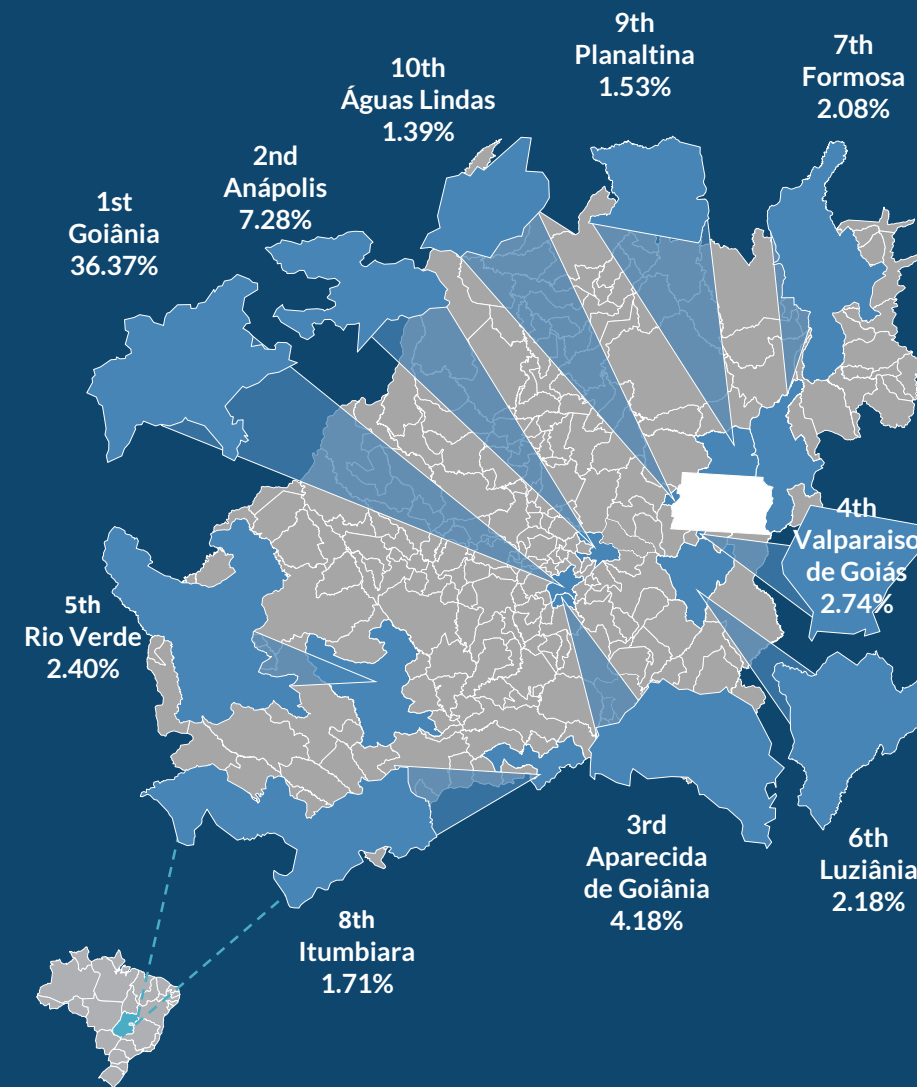 9th
Planaltina
1.53%
7th
Formosa
2.08%
10th
Águas Lindas
1.39%
2nd
Anápolis
7.28%
1st
Goiânia
36.37%
4th
Valparaiso
de Goiás
2.74%
5th
Rio Verde
2.40%
3rd
Aparecida
de Goiânia
4.18%
6th
Luziânia
2.18%
8th
Itumbiara
1.71%